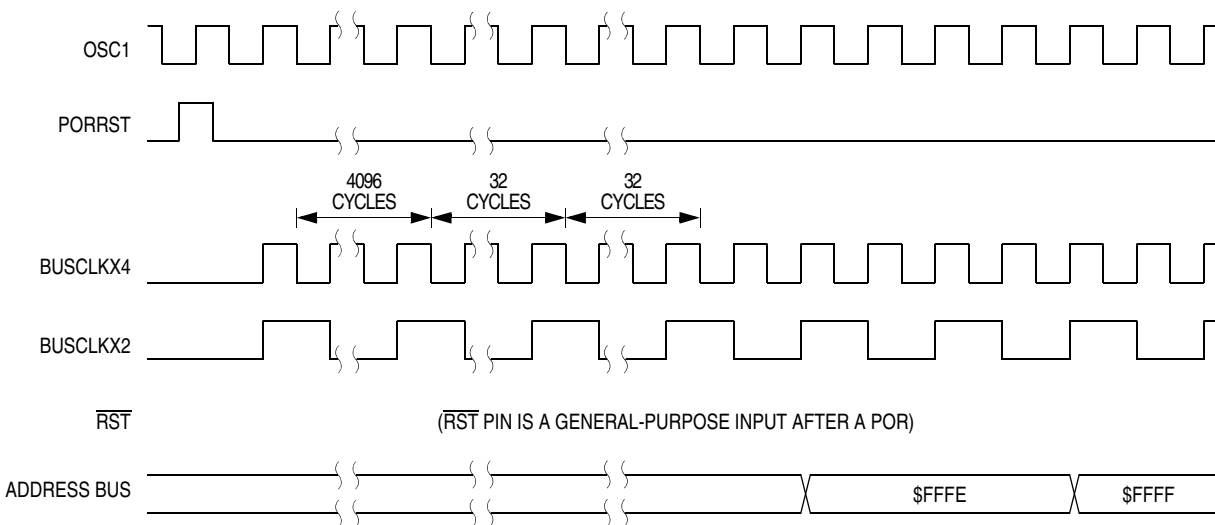 OSC1
PORRST
4096
CYCLES
32
CYCLES
32
CYCLES
BUSCLKX4
BUSCLKX2
RST
(RST PIN IS A GENERAL-PURPOSE INPUT AFTER A POR)
ADDRESS BUS
$FFFE
$FFFF